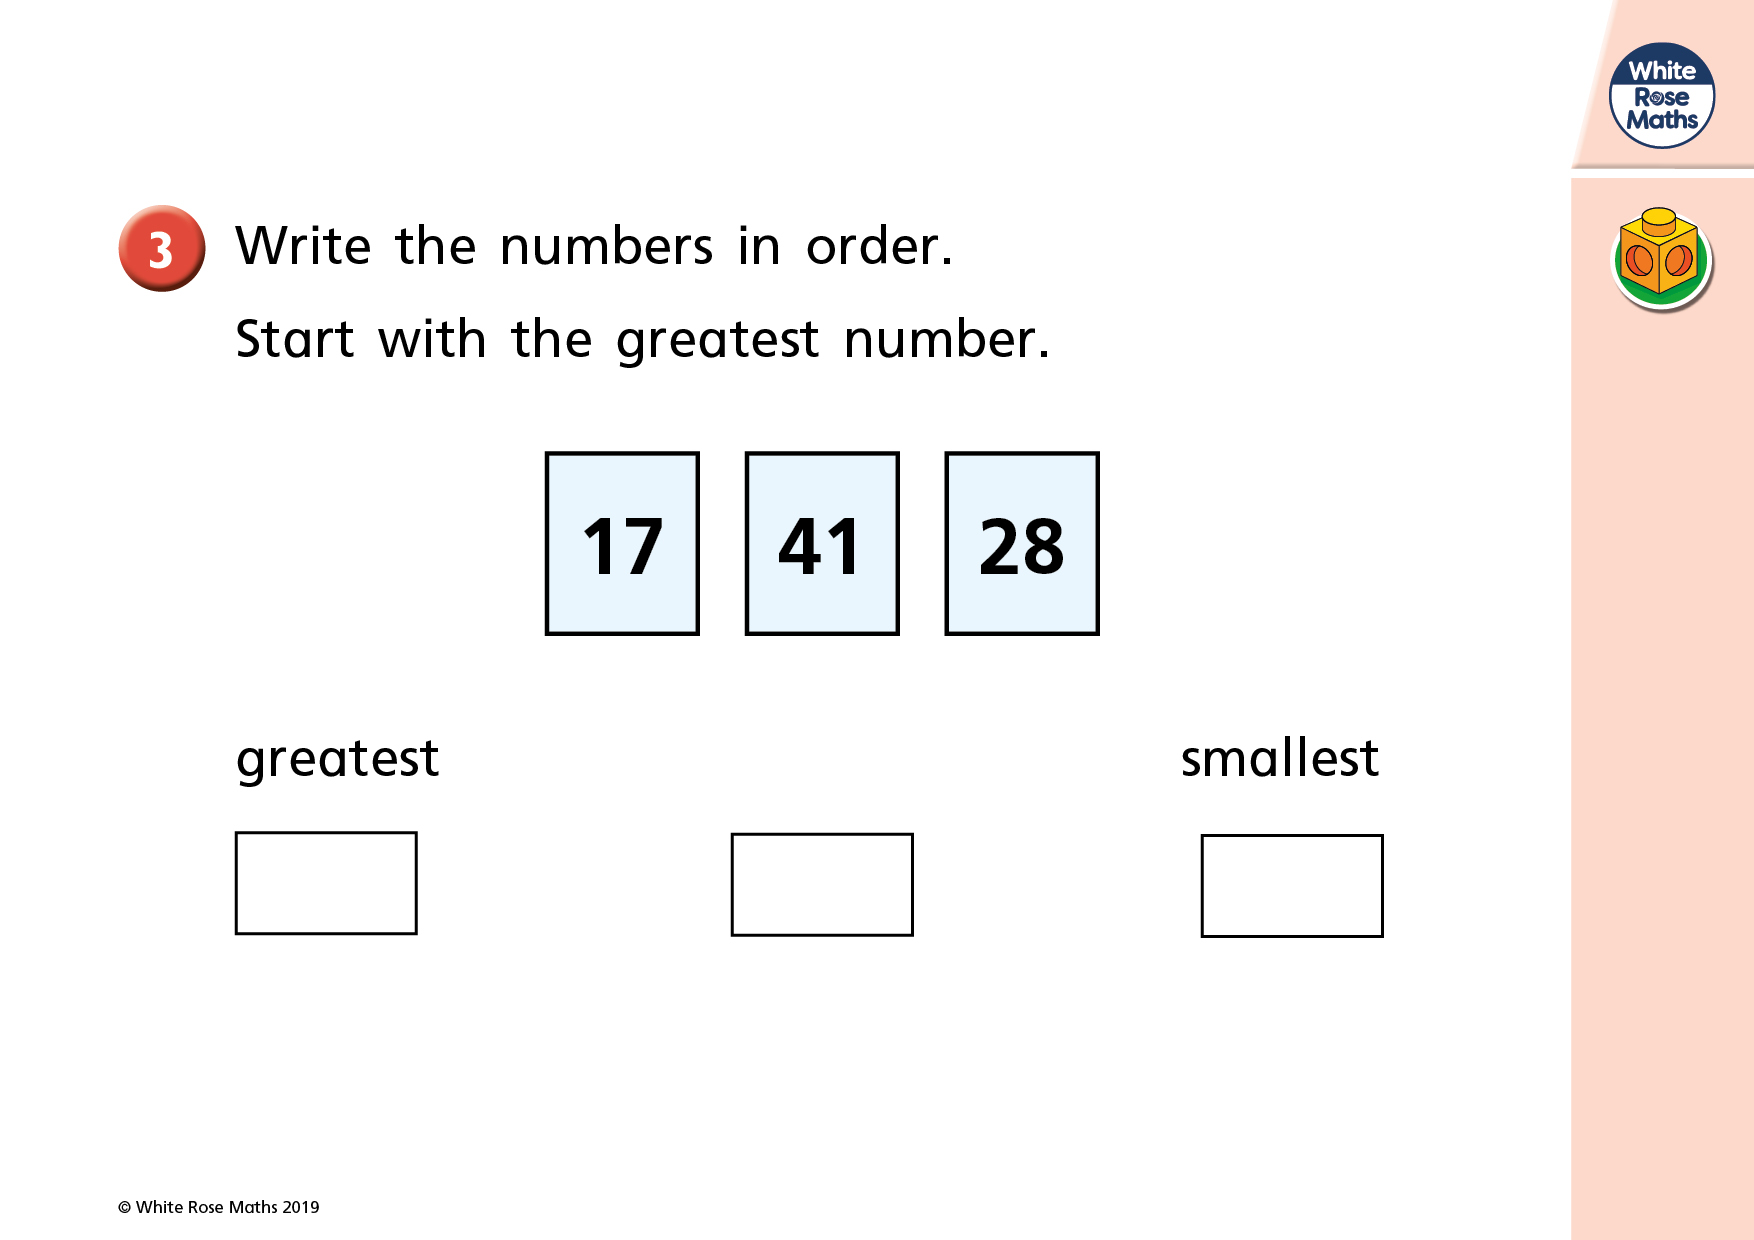 White
Rose
Maths
3 Write the numbers in order.
Start with the greatest number.
17 41 28
greatest smallest
© White Rose Maths 2019